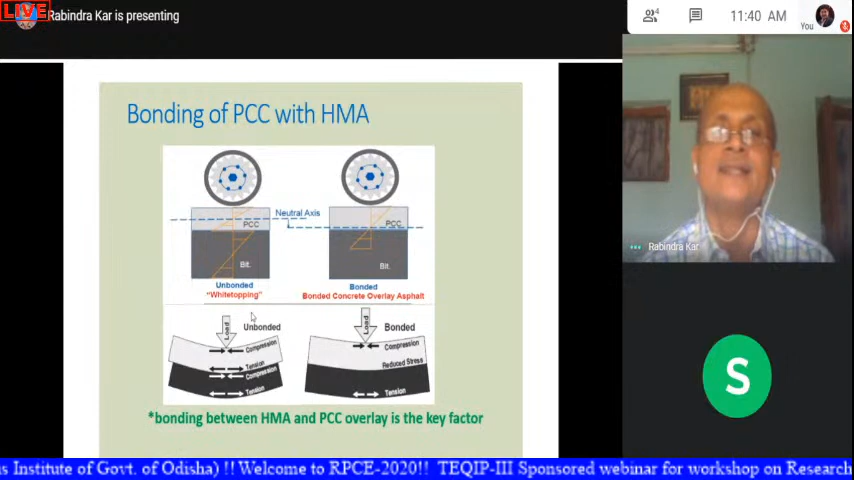 LIVE
Rabindra Kar is presenting
4
11:40 AM
You
Bonding of PCC with HMA
Neutral Axis
PCC
PCC
Bit.
Bit.
Unbonded
"Whitetopping"
Bonded
Bonded Concrete Overlay Asphalt
Load
Unbonded
Compression
Tension
Compression
Tension
Load
Bonded
Compression
Reduced Stress
Tension
*bonding between HMA and PCC overlay is the key factor
Rabindra Kar
S
s Institute of Govt. of Odisha) !! Welcome to RPCE-2020!! TEQIP-III Sponsored webinar for workshop on Research